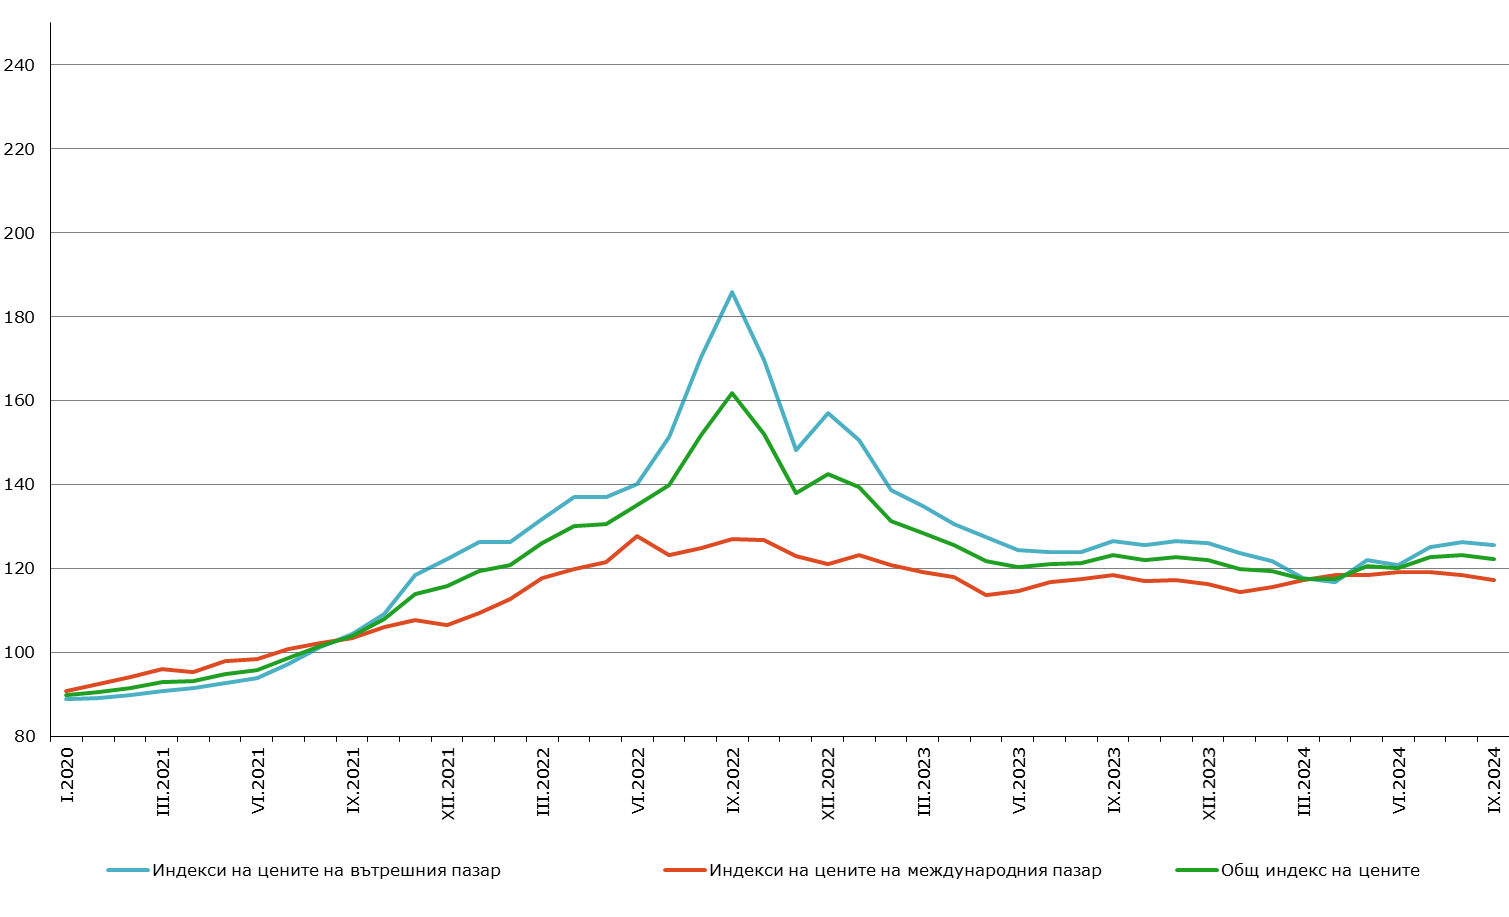 240
220
200
180
160
140
120
100
80
I.2020
III.2021
VI.2021
IX.2021
XII.2021
III.2022
VI.2022
IX.2022
XII.2022
III.2023
VI.2023
IX.2023
XII.2023
III.2024
VI.2024
IX.2024
Индекси на цените на вътрешния пазар
Индекси на цените на международния пазар
Общ индекс на цените